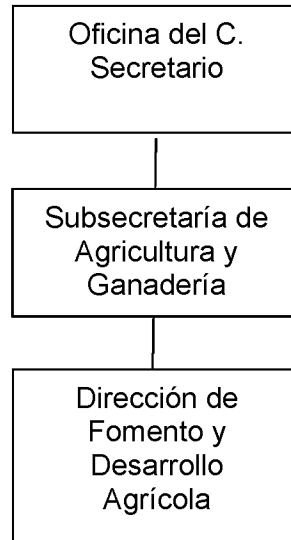 Oficina del C.
Secretario
Subsecretaría de
Agricultura y
Ganadería
Dirección de
Fomento y
Desarrollo
Agrícola